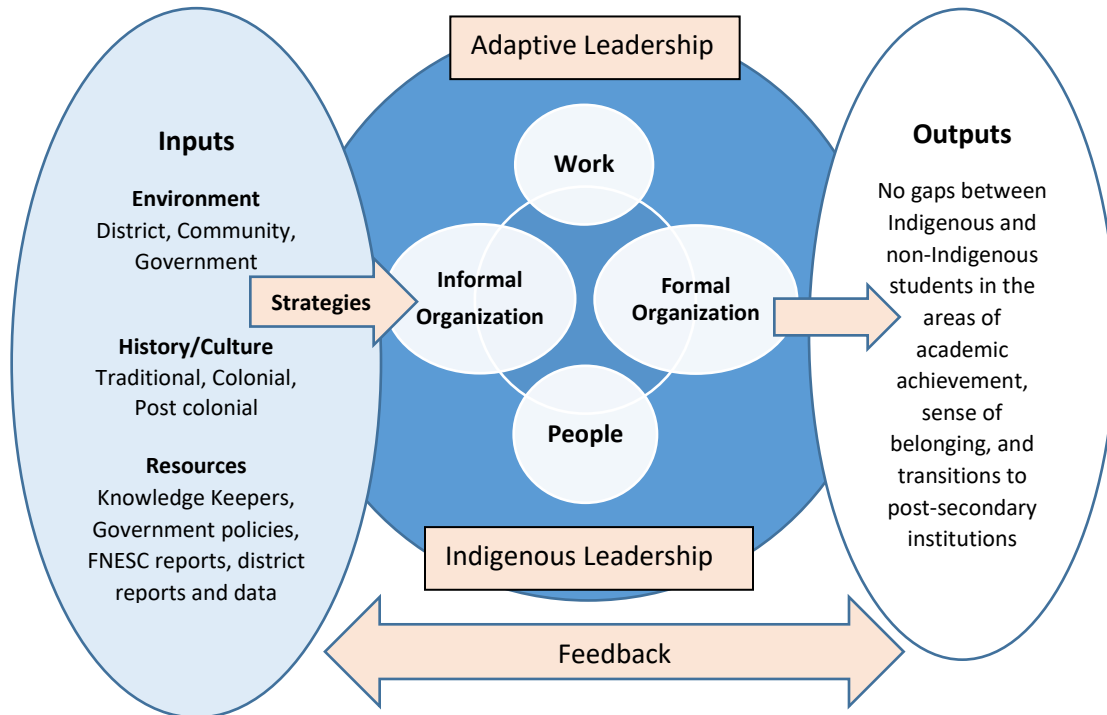 Adaptive Leadership
Inputs
Environment
District, Community,
Government
Strategies
History/Culture
Traditional, Colonial,
Post colonial
Resources
Knowledge Keepers,
Government policies,
FNESC reports, district
reports and data
Work
Informal
Organization
Formal
Organization
People
Indigenous Leadership
Outputs
No gaps between
Indigenous and
non-Indigenous
students in the
areas of
academic
achievement,
sense of
belonging, and
transitions to
post-secondary
institutions
Feedback